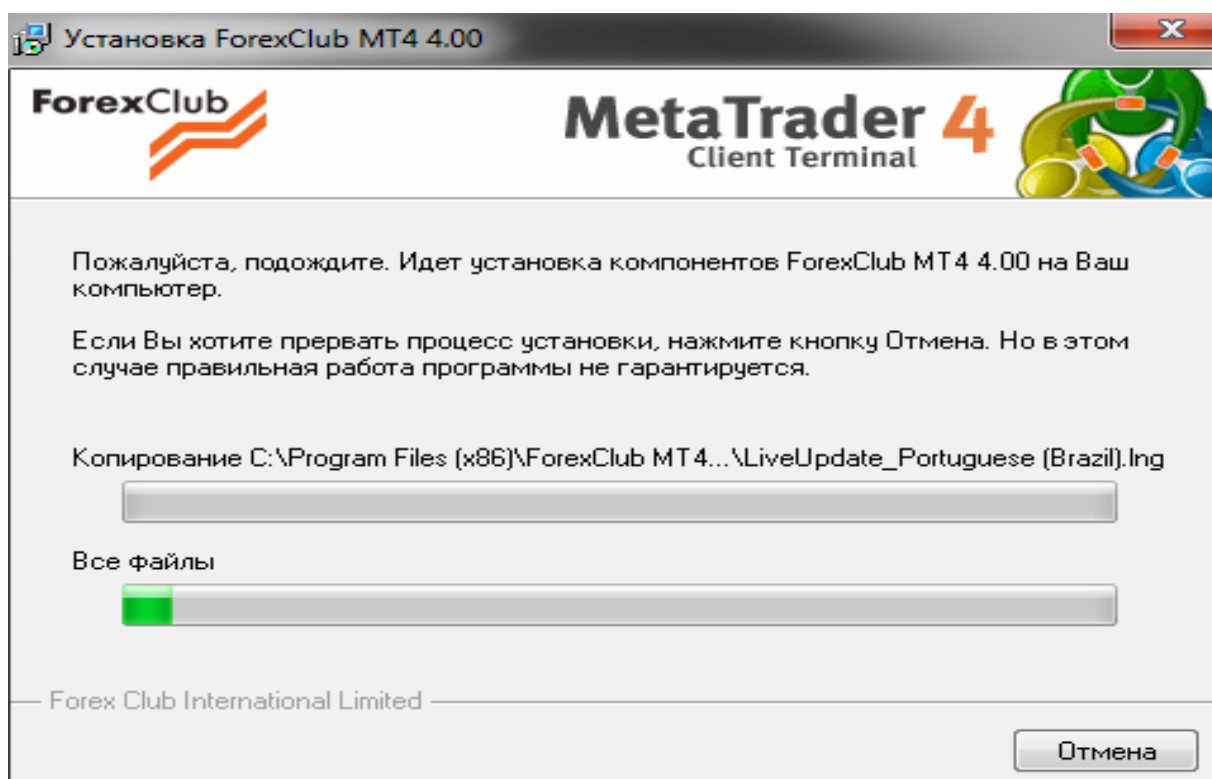 Установка ForexClub MT4 4.00
ForexClub
MetaTrader 4
Client Terminal
Пожалуйста, подождите. Идет установка компонентов ForexClub MT4 4.00 на Ваш
компьютер.
Если Вы хотите прервать процесс установки, нажмите кнопку Отмена. Но в этом
случае правильная работа программы не гарантируется.
Копирование C:\Program Files (x86)\ForexClub MT4...\LiveUpdate_Portuguese (Brazil).lng
Все файлы
Forex Club International Limited
Отмена